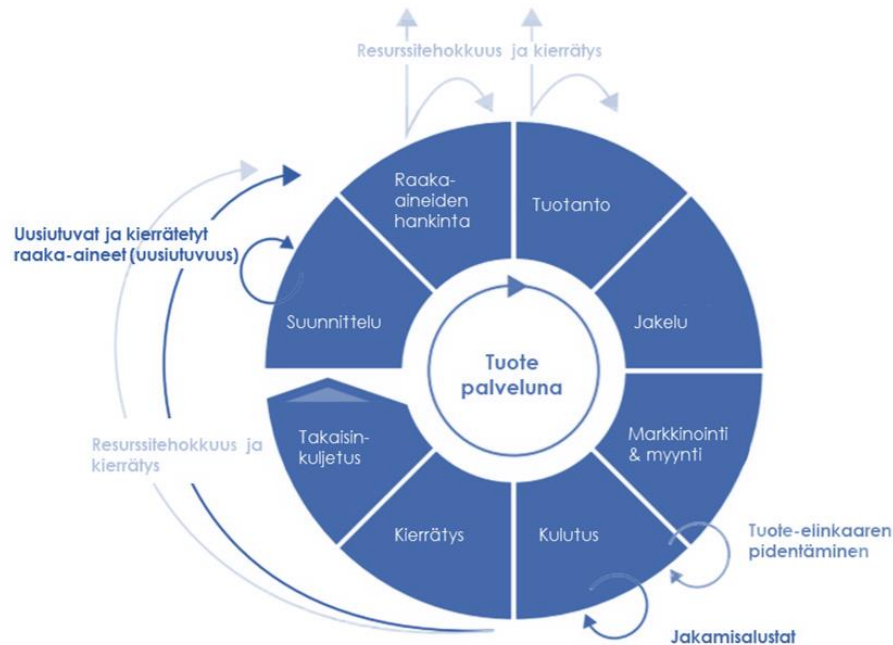 Resurssitehokkuus ja kierrätys
Raaka-
aineiden
hankinta
Tuotanto
Uusiutuvat ja kierrätetyt
raaka-aineet (uusiutuvuus)
Suunnittelu
Jakelu
Tuote
palveluna
Takaisin-
kuljetus
Markkinointi
& myynti
Resurssitehokkuus ja
kierrätys
Kierrätys
Kulutus
Tuote-elinkaaren
pidentäminen
Jakamisalustat